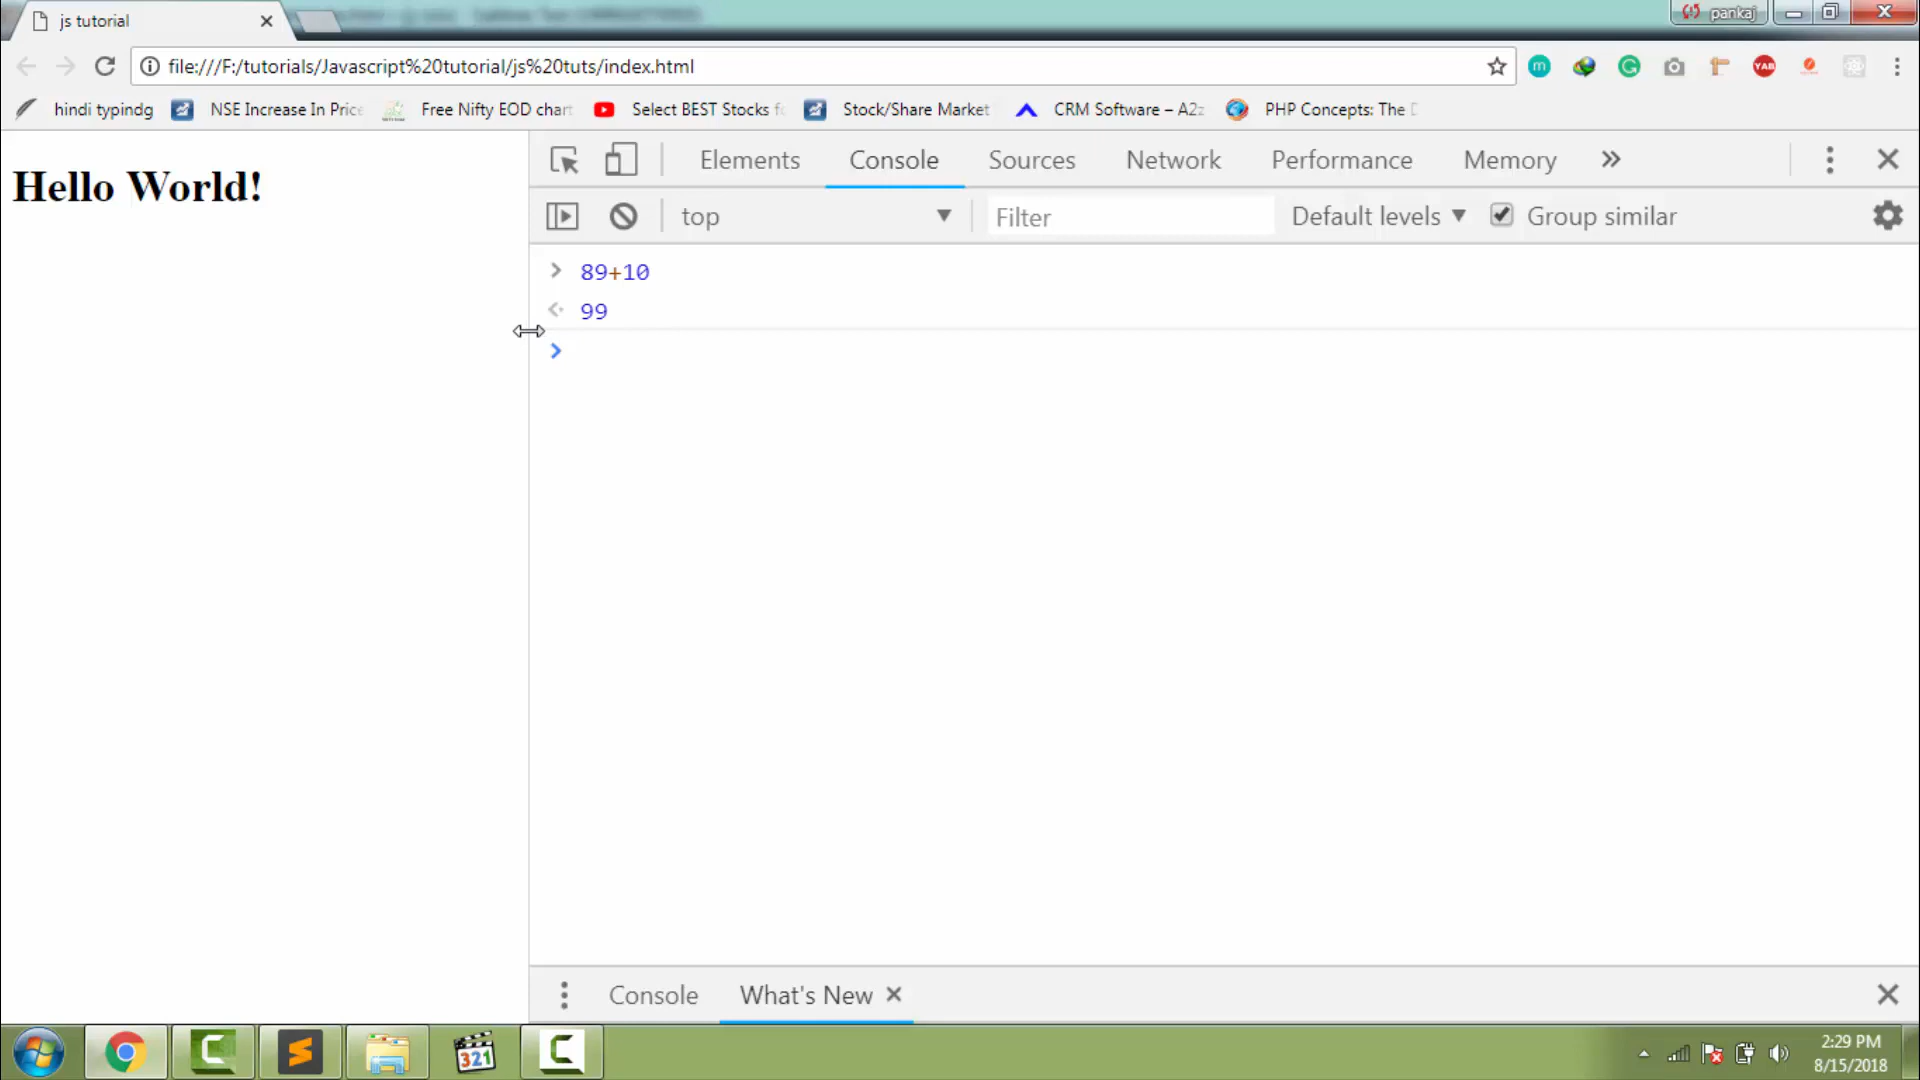 js tutorial
pankaj
file:///F:/tutorials/Javascript%20tutorial/js%20tuts/index.html
hindi typindg NSE Increase In Price Free Nifty EOD chart Select BEST Stocks f Stock/Share Market CRM Software – A2z PHP Concepts: The D
Hello World!
Elements Console Sources Network Performance Memory »
top Filter Default levels Group similar
> 89+10
99
>
Console What's New
321
2:29 PM
8/15/2018